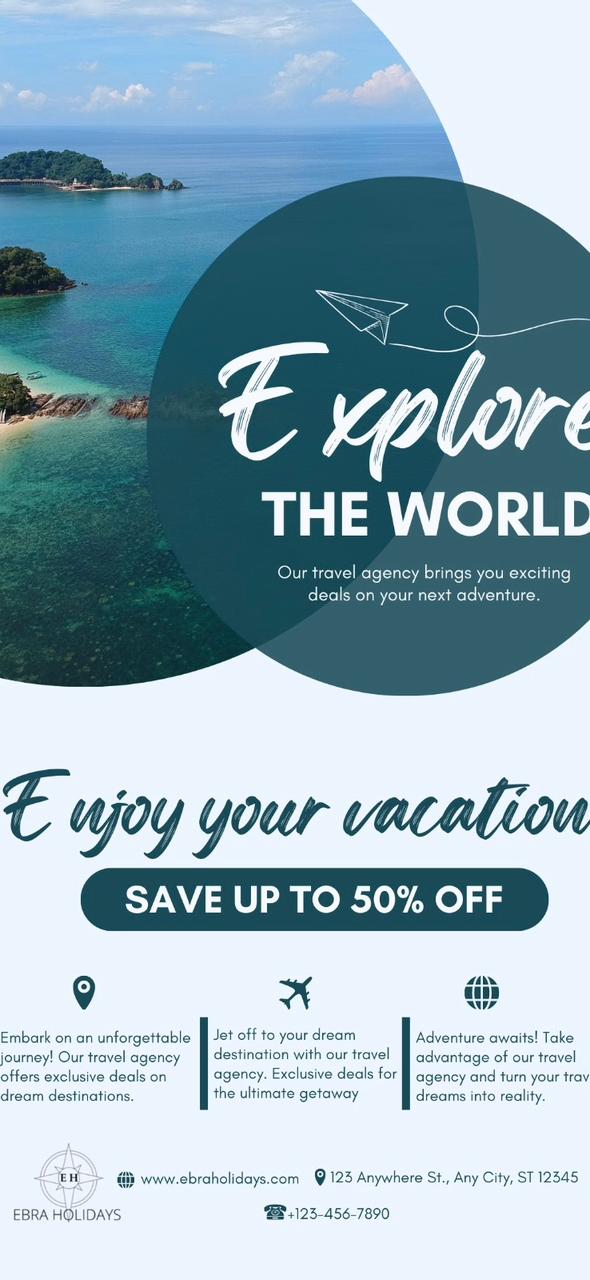 Explore
THE WORLD
Our travel agency brings you exciting
deals on your next adventure.
Enjoy your vacation
SAVE UP TO 50% OFF
Embark on an unforgettable
journey! Our travel agency
offers exclusive deals on
dream destinations.
Jet off to your dream
destination with our travel
agency. Exclusive deals for
the ultimate getaway
Adventure awaits! Take
advantage of our travel
agency and turn your trav
dreams into reality.
EH
EBRA HOLIDAYS
www.ebraholidays.com
123 Anywhere St., Any City, ST 12345
+123-456-7890